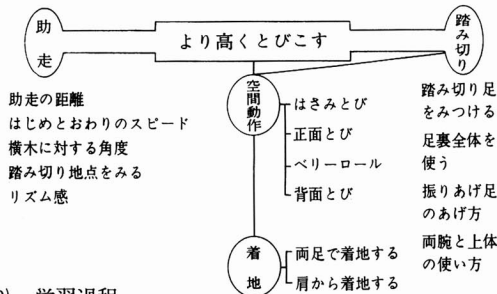 助走
より高くとびこす
踏み切り
助走の距離
はじめとおわりのスピード
横木に対する角度
踏み切り地点をみる
リズム感
空間動作
はさみとび
正面とび
ベリーロール
背面とび
踏み切り足
をみつける
足裏全体を
使う
振りあげ足
のあげ方
両腕と上体
の使い方
着地
両足で着地する
肩から着地する